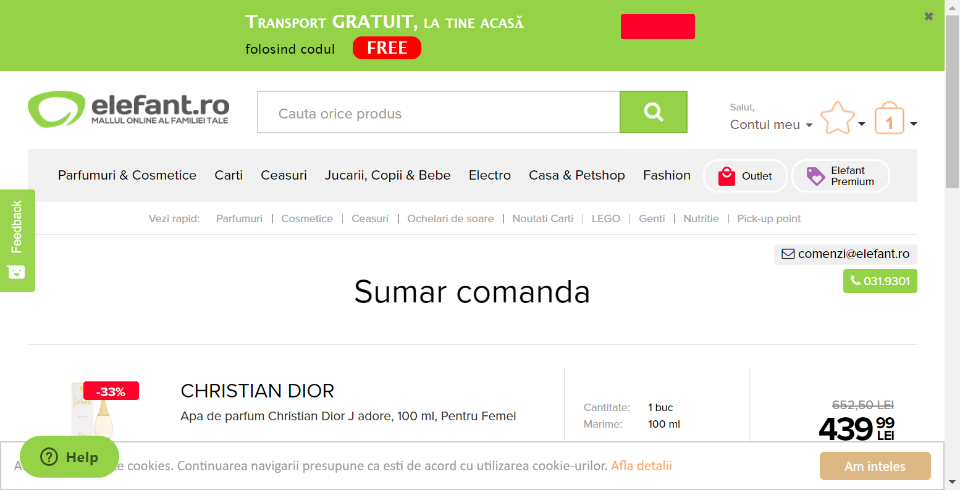 Transport GRATUIT, la tine acasă
folosind codul FREE
elefant.ro
MALLUL ONLINE AL FAMILIEI TALE
Cauta orice produs
Salut,
Contul meu
1
Parfumuri & Cosmetice Carti Ceasuri Jucarii, Copii & Bebe Electro Casa & Petshop Fashion Outlet Elefant Premium
Vezi rapid: Parfumuri | Cosmetice | Ceasuri | Ochelari de soare | Noutati Carti | LEGO | Genti | Nutritie | Pick-up point
Feedback
comenzi@elefant.ro
031.9301
Sumar comanda
-33%
CHRISTIAN DIOR
Apa de parfum Christian Dior J adore, 100 ml, Pentru Femei
Cantitate: 1 buc
Marime: 100 ml
652,50 LEI
439 99 LEI
Help
cookies. Continuarea navigarii presupune ca esti de acord cu utilizarea cookie-urilor. Afla detalii
Am inteles